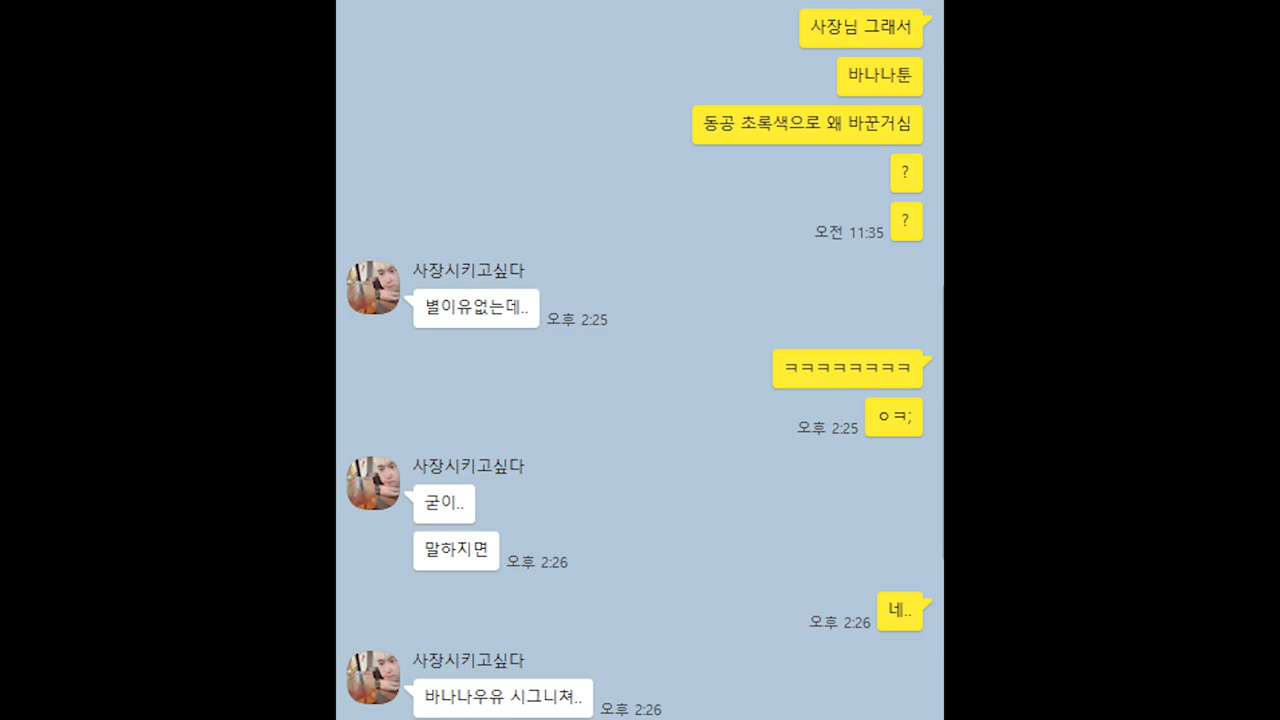 사장님 그래서
바나나툰
동공 초록색으로 왜 바꾼거심
?
?
오전 11:35
사장시키고싶다
별이유없는데..
오후 2:25
ㅋㅋㅋㅋㅋㅋㅋㅋ
ㅇㅋ;
오후 2:25
사장시키고싶다
굳이..
말하지면
오후 2:26
네..
오후 2:26
사장시키고싶다
바나나우유 시그니쳐..
오후 2:26